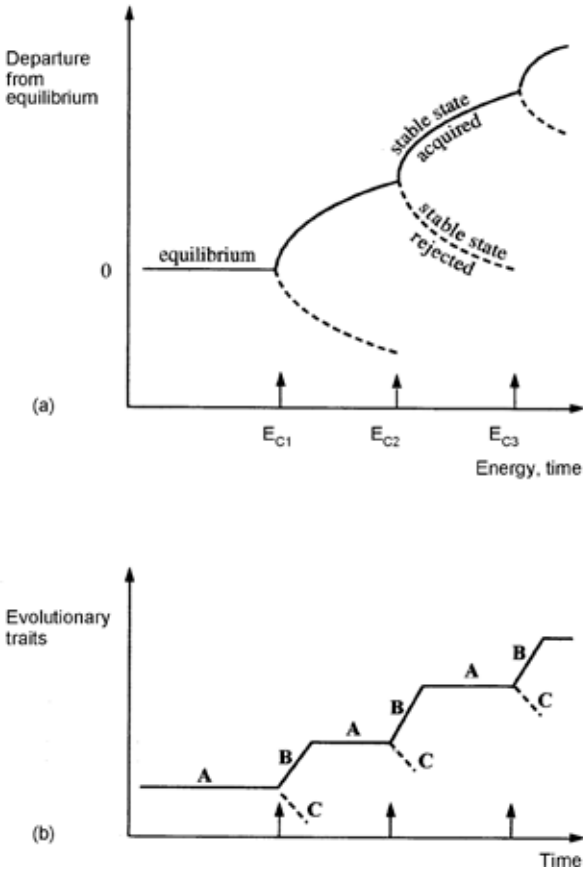 Departure
from
equilibrium
stable state
acquired
stable state
rejected
equilibrium
0
(a)
E_C1
E_C2
E_C3
Energy, time
Evolutionary
traits
B
A
B
C
A
B
C
A
C
(b)
Time